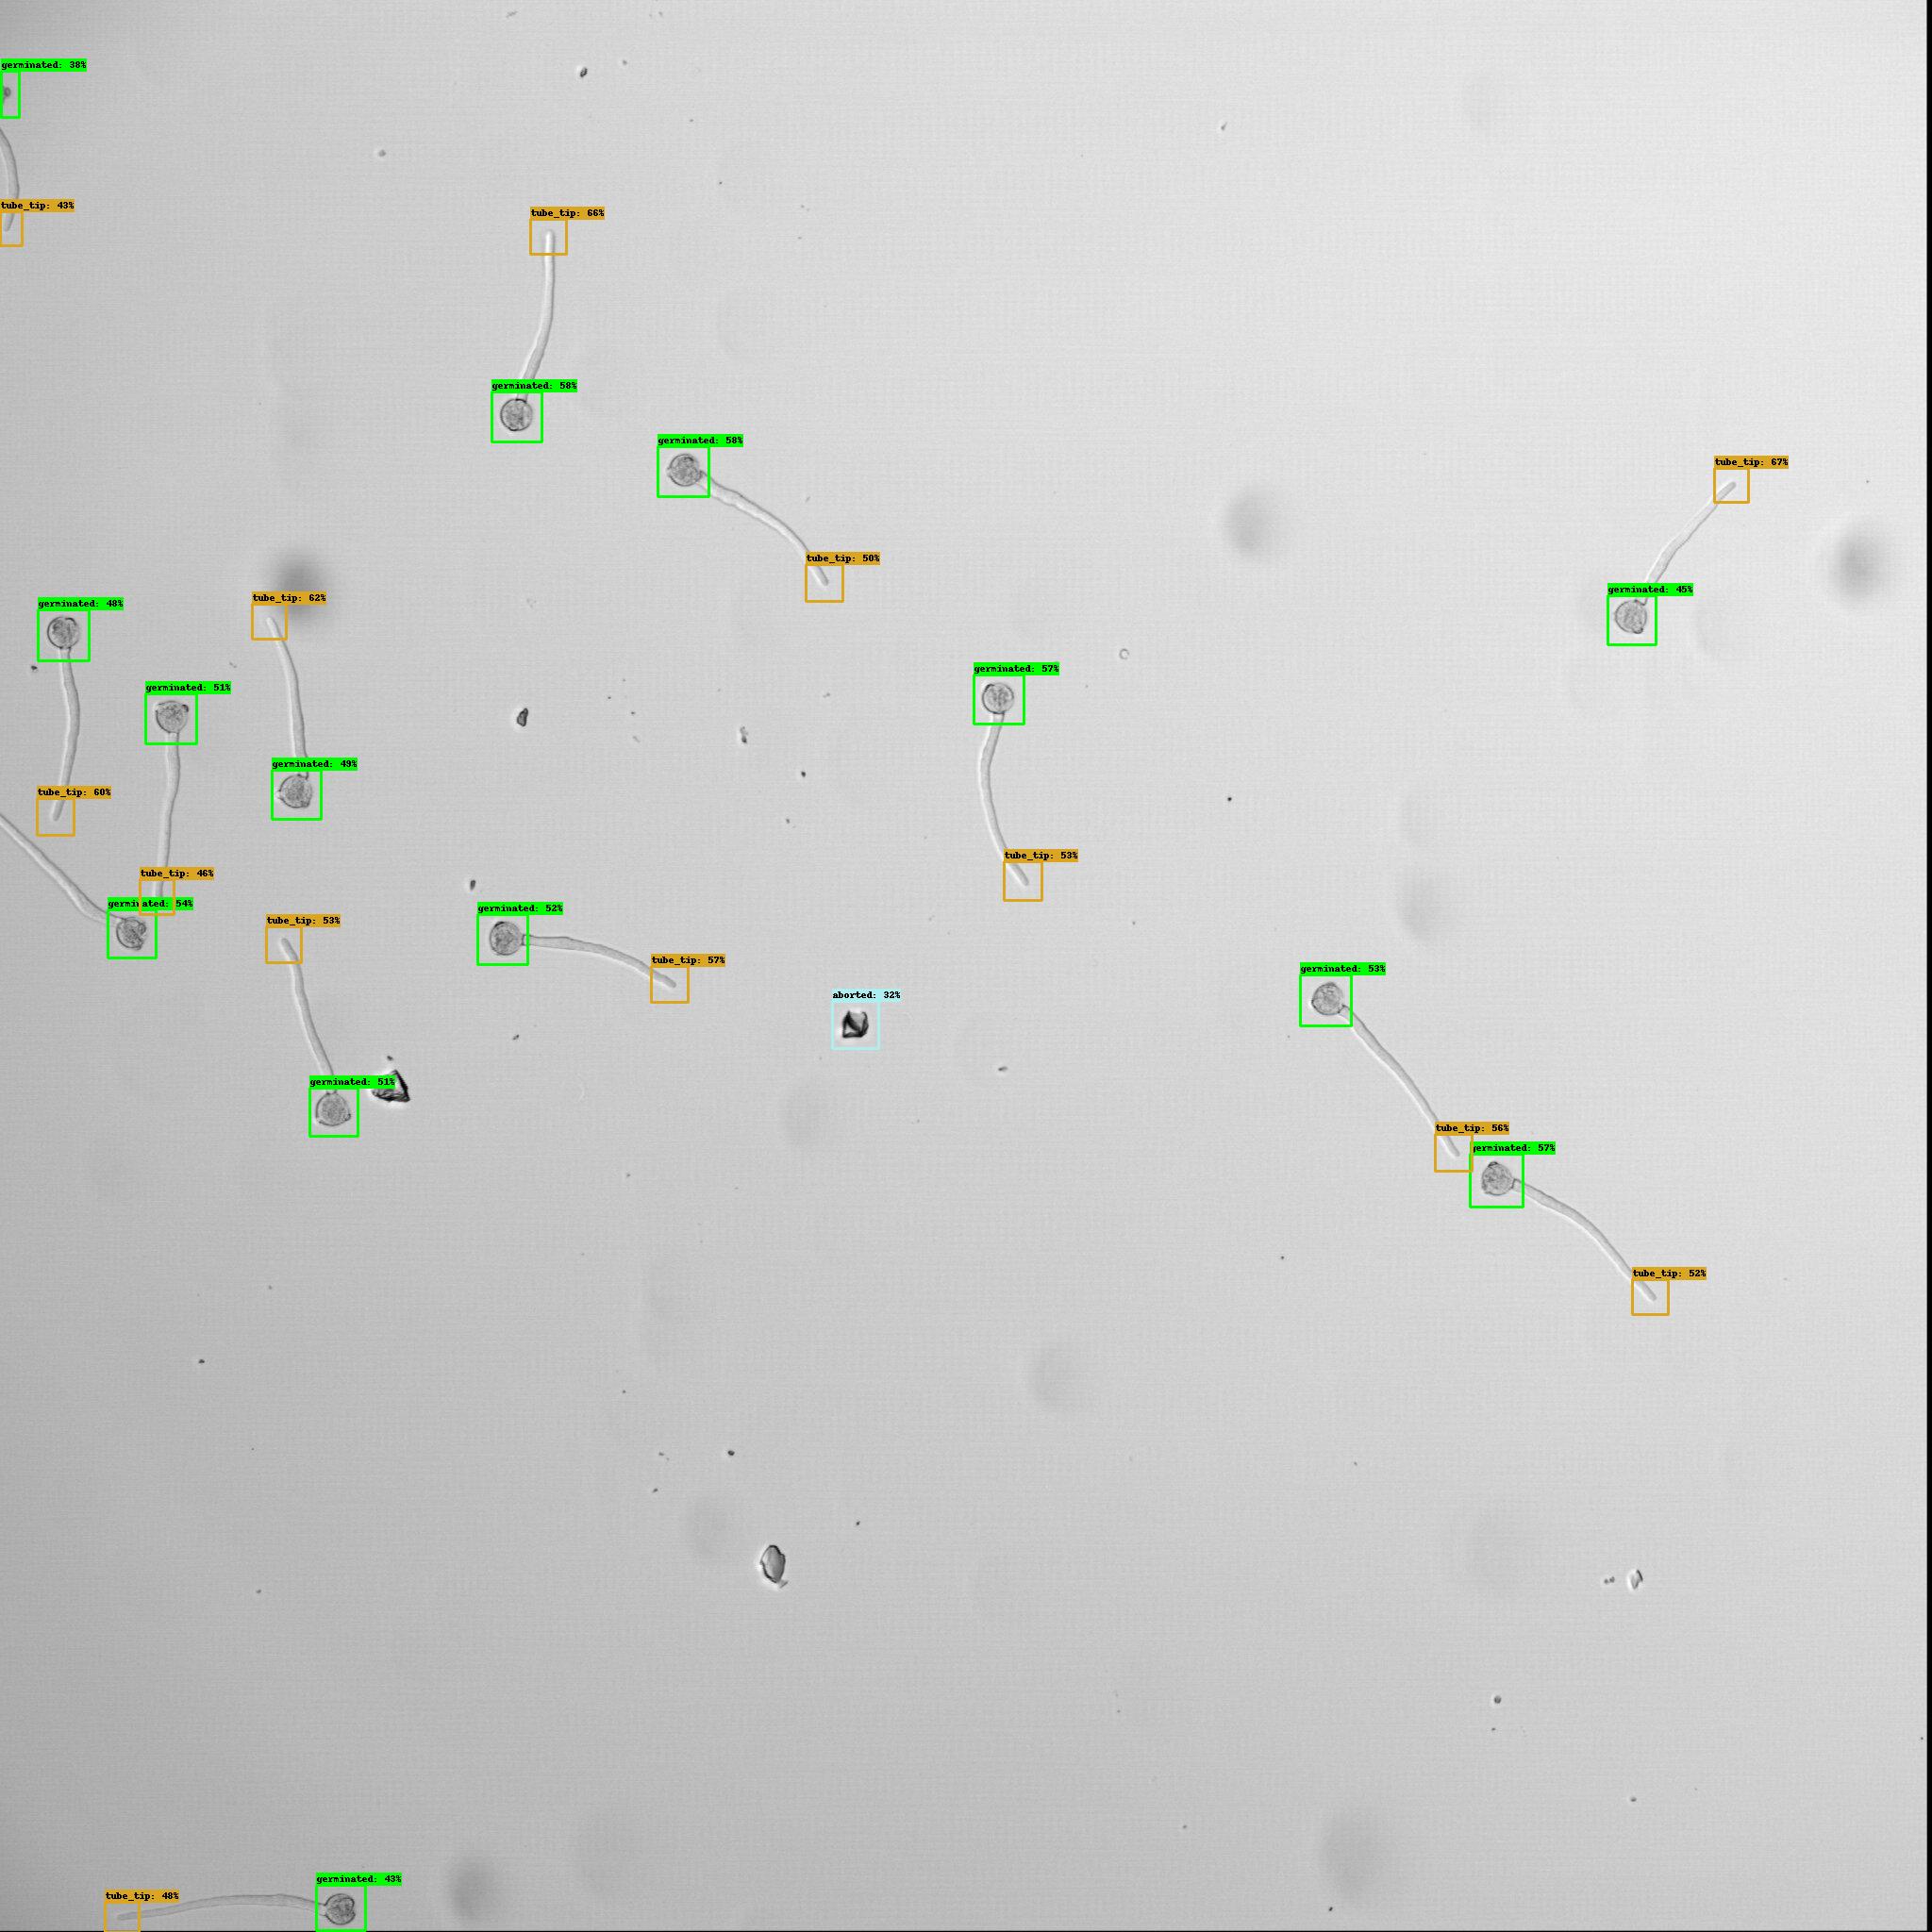 germinated: 38%
tube_tip: 43%
tube_tip: 66%
germinated: 58%
germinated: 58%
tube_tip: 67%
tube_tip: 50%
germinated: 45%
tube_tip: 62%
germinated: 48%
germinated: 57%
germinated: 51%
germinated: 49%
tube_tip: 60%
tube_tip: 53%
tube_tip: 46%
germinated: 54%
germinated: 52%
tube_tip: 53%
tube_tip: 57%
germinated: 53%
aborted: 32%
germinated: 51%
tube_tip: 56%
germinated: 57%
tube_tip: 52%
germinated: 43%
tube_tip: 48%